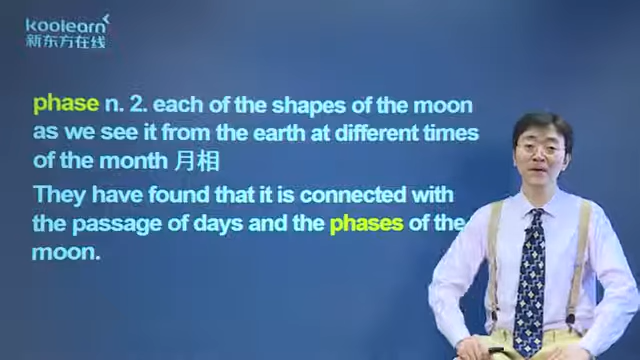 koolearn
新东方在线
phase n. 2. each of the shapes of the moon
as we see it from the earth at different times
of the month 月相
They have found that it is connected with
the passage of days and the phases of the
moon.